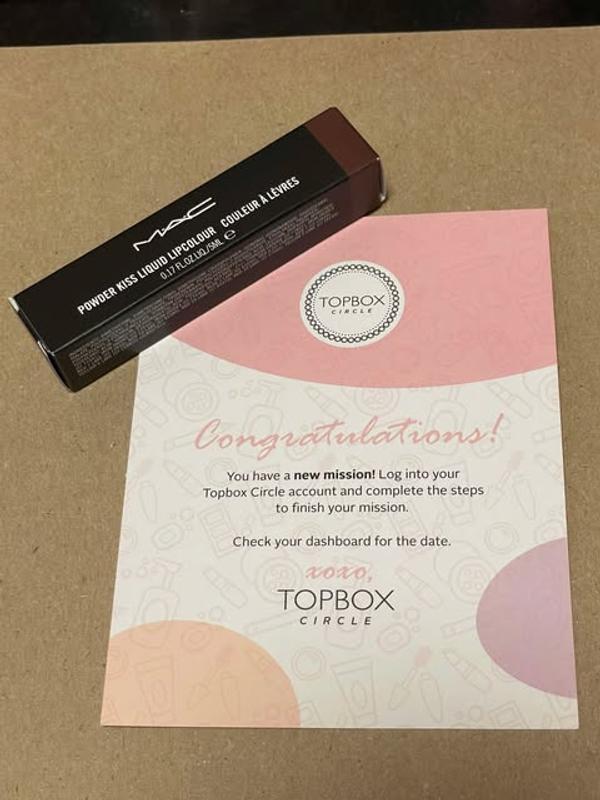 MAC
POWDER KISS LIQUID LIPCOLOUR COULEUR À LÈVRES
0.17 FL.OZ.LIQ./5ML ℮
TOPBOX
CIRCLE
Congratulations!
You have a new mission! Log into your
Topbox Circle account and complete the steps
to finish your mission.
Check your dashboard for the date.
xoxo,
TOPBOX
CIRCLE